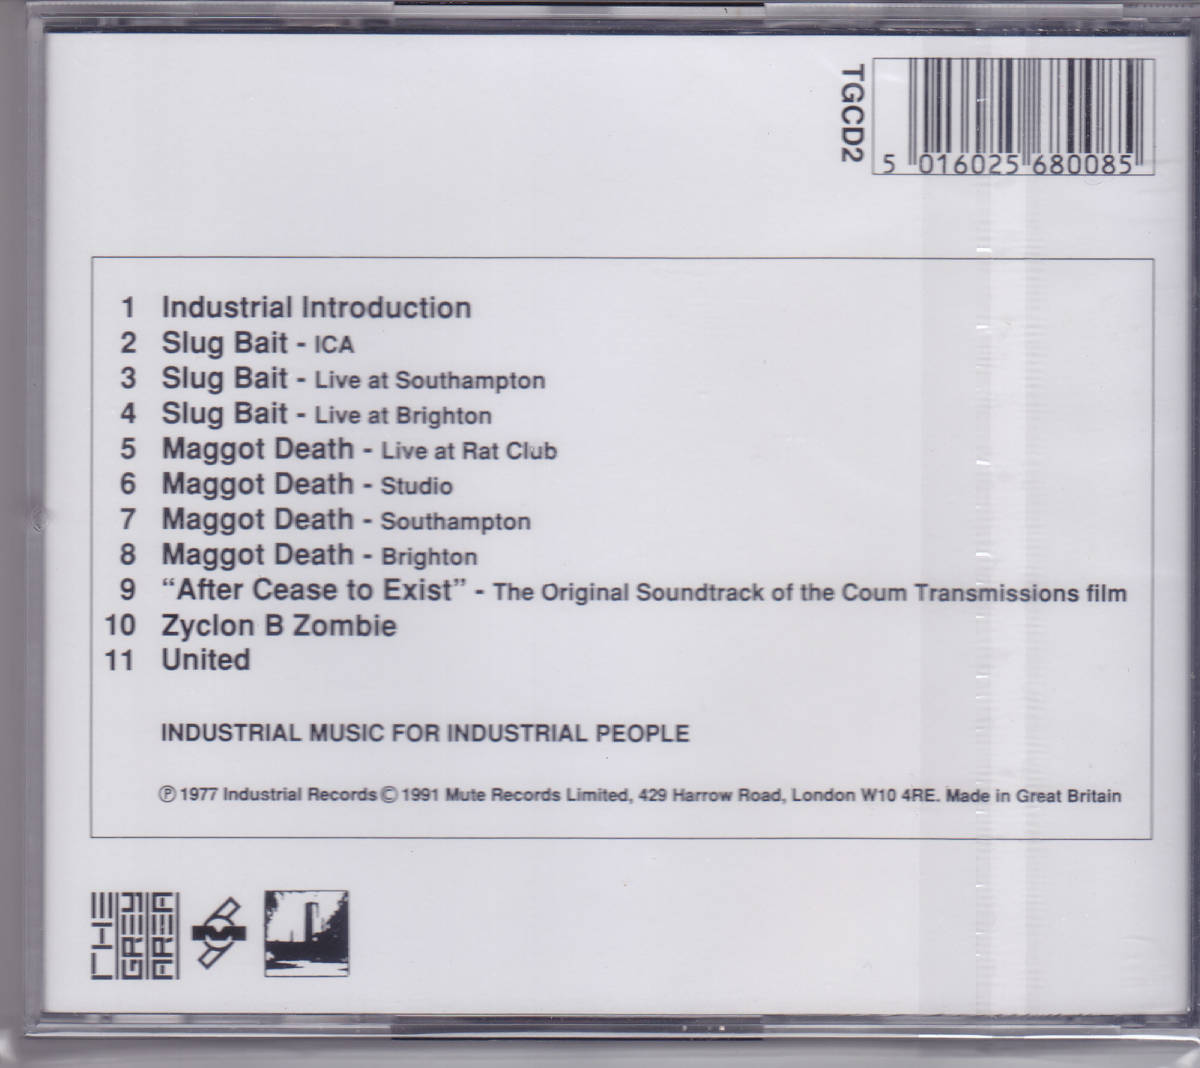 TGCD2
5 016025 680085
1 Industrial Introduction
2 Slug Bait - ICA
3 Slug Bait - Live at Southampton
4 Slug Bait - Live at Brighton
5 Maggot Death - Live at Rat Club
6 Maggot Death - Studio
7 Maggot Death - Southampton
8 Maggot Death - Brighton
9 “After Cease to Exist” - The Original Soundtrack of the Coum Transmissions film
10 Zyclon B Zombie
11 United
INDUSTRIAL MUSIC FOR INDUSTRIAL PEOPLE
℗ 1977 Industrial Records © 1991 Mute Records Limited, 429 Harrow Road, London W10 4RE. Made in Great Britain
THE
GREY
AREA
M